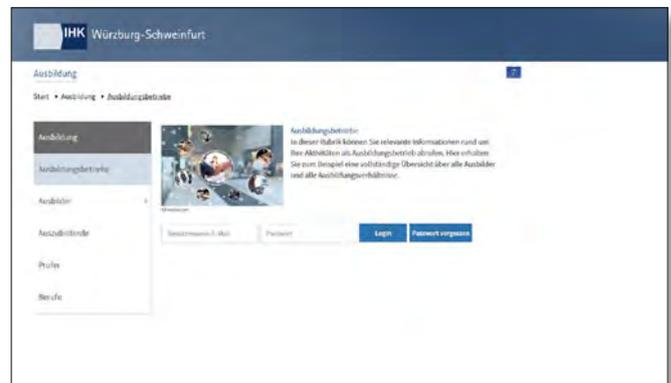 IHK Würzburg-Schweinfurt
Ausbildung
Start • Ausbildung • Ausbildungsbetriebe
Ausbildung
Ausbildungsbetriebe
Ausbilder
Auszubildende
Prüfer
Berufe
Ausbildungsbetriebe
In dieser Rubrik können Sie relevante Informationen rund um
Ihre Aktivitäten als Ausbildungsbetrieb abrufen. Hier erhalten
Sie zum Beispiel eine vollständige Übersicht über alle Ausbilder
und alle Ausbildungsverhältnisse.
Passwort
Login
Passwort vergessen